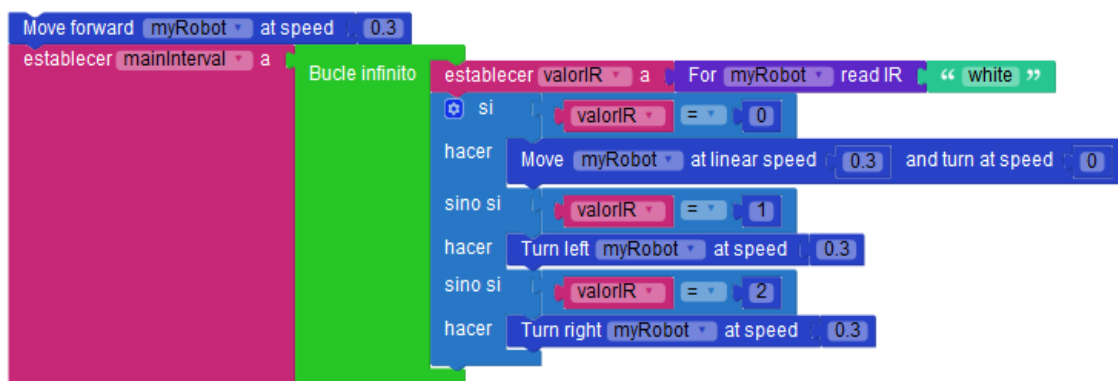 Move forward myRobot at speed 0.3
establecer mainInterval a Bucle infinito establecer valorIR a For myRobot read IR “ white ”
si valorIR = 0
hacer Move myRobot at linear speed 0.3 and turn at speed 0
sino si valorIR = 1
hacer Turn left myRobot at speed 0.3
sino si valorIR = 2
hacer Turn right myRobot at speed 0.3